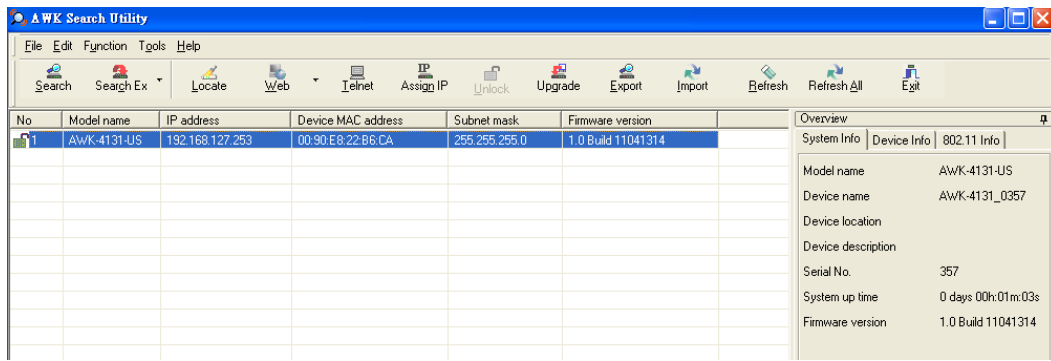 AWK Search Utility
File Edit Function Tools Help
Search Search Ex Locate Web Telnet Assign IP Unlock Upgrade Export Import Refresh Refresh All Exit
No Model name IP address Device MAC address Subnet mask Firmware version
1 AWK-4131-US 192.168.127.253 00:90:E8:22:B6:CA 255.255.255.0 1.0 Build 11041314
Overview
System Info Device Info 802.11 Info
Model name AWK-4131-US
Device name AWK-4131_0357
Device location
Device description
Serial No. 357
System up time 0 days 00h:01m:03s
Firmware version 1.0 Build 11041314